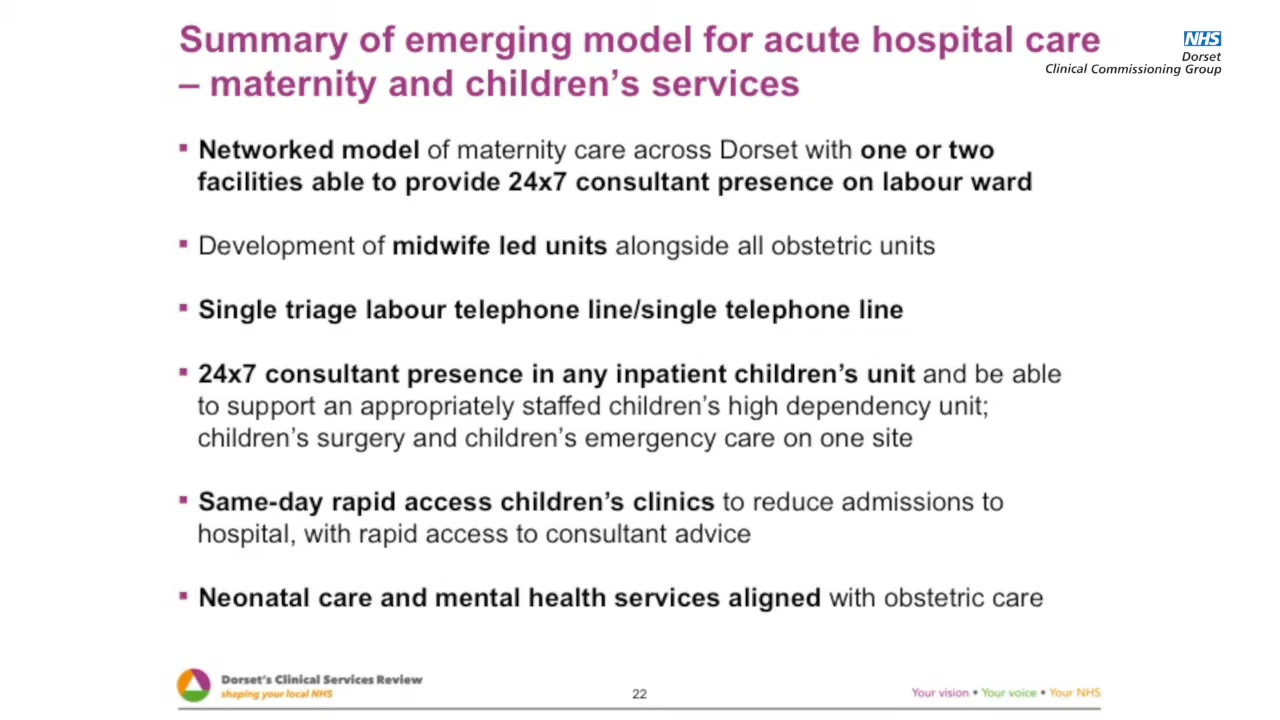 Summary of emerging model for acute hospital care
– maternity and children's services
NHS
Dorset
Clinical Commissioning Group
▪ Networked model of maternity care across Dorset with one or two
facilities able to provide 24x7 consultant presence on labour ward
▪ Development of midwife led units alongside all obstetric units
▪ Single triage labour telephone line/single telephone line
▪ 24x7 consultant presence in any inpatient children's unit and be able
to support an appropriately staffed children's high dependency unit;
children's surgery and children's emergency care on one site
▪ Same-day rapid access children's clinics to reduce admissions to
hospital, with rapid access to consultant advice
▪ Neonatal care and mental health services aligned with obstetric care
Dorset's Clinical Services Review
shaping your local NHS
22
Your vision • Your voice • Your NHS